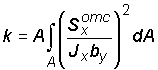 k = A∫_A (S_x^{omc} / J_x b_y)^2 dA